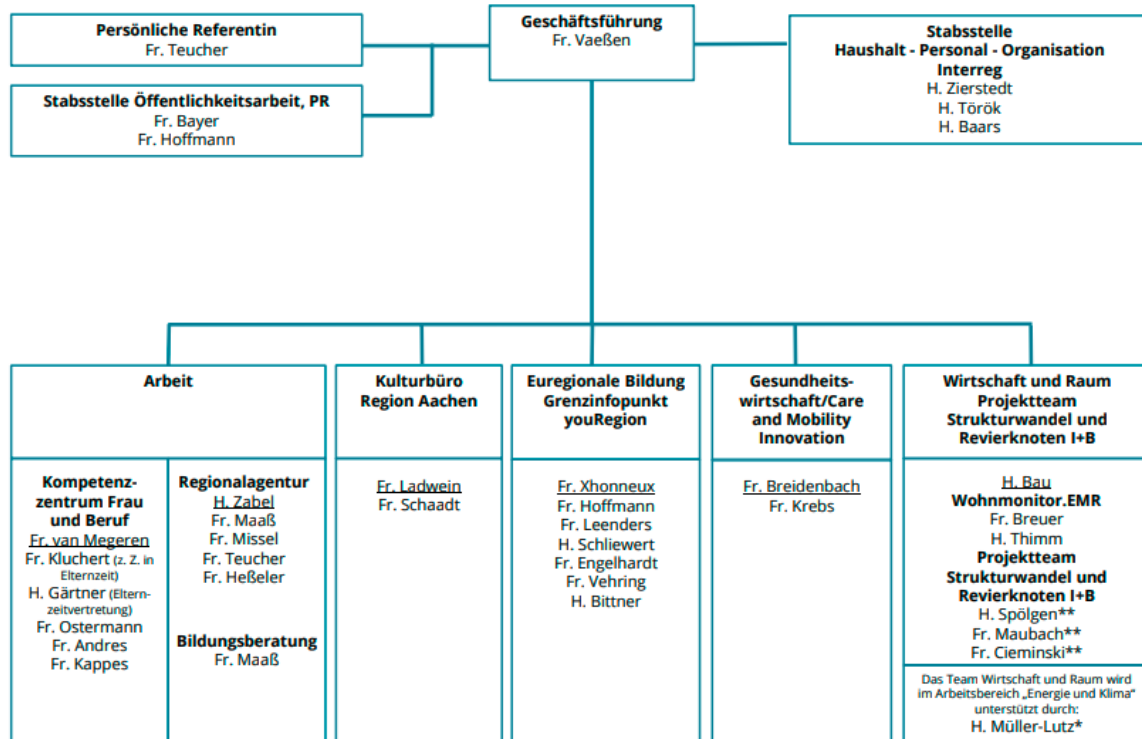 Persönliche Referentin
Fr. Teucher
Stabsstelle Öffentlichkeitsarbeit, PR
Fr. Bayer
Fr. Hoffmann
Geschäftsführung
Fr. Vaeßen
Stabsstelle
Haushalt - Personal - Organisation
Interreg
H. Zierstedt
H. Török
H. Baars
Arbeit
Kompetenz-
zentrum Frau
und Beruf
Fr. van Megeren
Fr. Kluchert (z. Z. in
Elternzeit)
H. Gärtner (Eltern-
zeitvertretung)
Fr. Ostermann
Fr. Andres
Fr. Kappes
Regionalagentur
H. Zabel
Fr. Maaß
Fr. Missel
Fr. Teucher
Fr. Heßeler
Bildungsberatung
Fr. Maaß
Kulturbüro
Region Aachen
Fr. Ladwein
Fr. Schaadt
Euregionale Bildung
Grenzinfopunkt
youRegion
Fr. Xhonneux
Fr. Hoffmann
Fr. Leenders
H. Schliewert
Fr. Engelhardt
Fr. Vehring
H. Bittner
Gesundheits-
wirtschaft/Care
and Mobility
Innovation
Fr. Breidenbach
Fr. Krebs
Wirtschaft und Raum
Projektteam
Strukturwandel und
Revierknoten I+B
H. Bau
Wohnmonitor.EMR
Fr. Breuer
H. Thimm
Projektteam
Strukturwandel und
Revierknoten I+B
H. Spölgen**
Fr. Maubach**
Fr. Cieminski**
Das Team Wirtschaft und Raum wird
im Arbeitsbereich „Energie und Klima“
unterstützt durch:
H. Müller-Lutz*